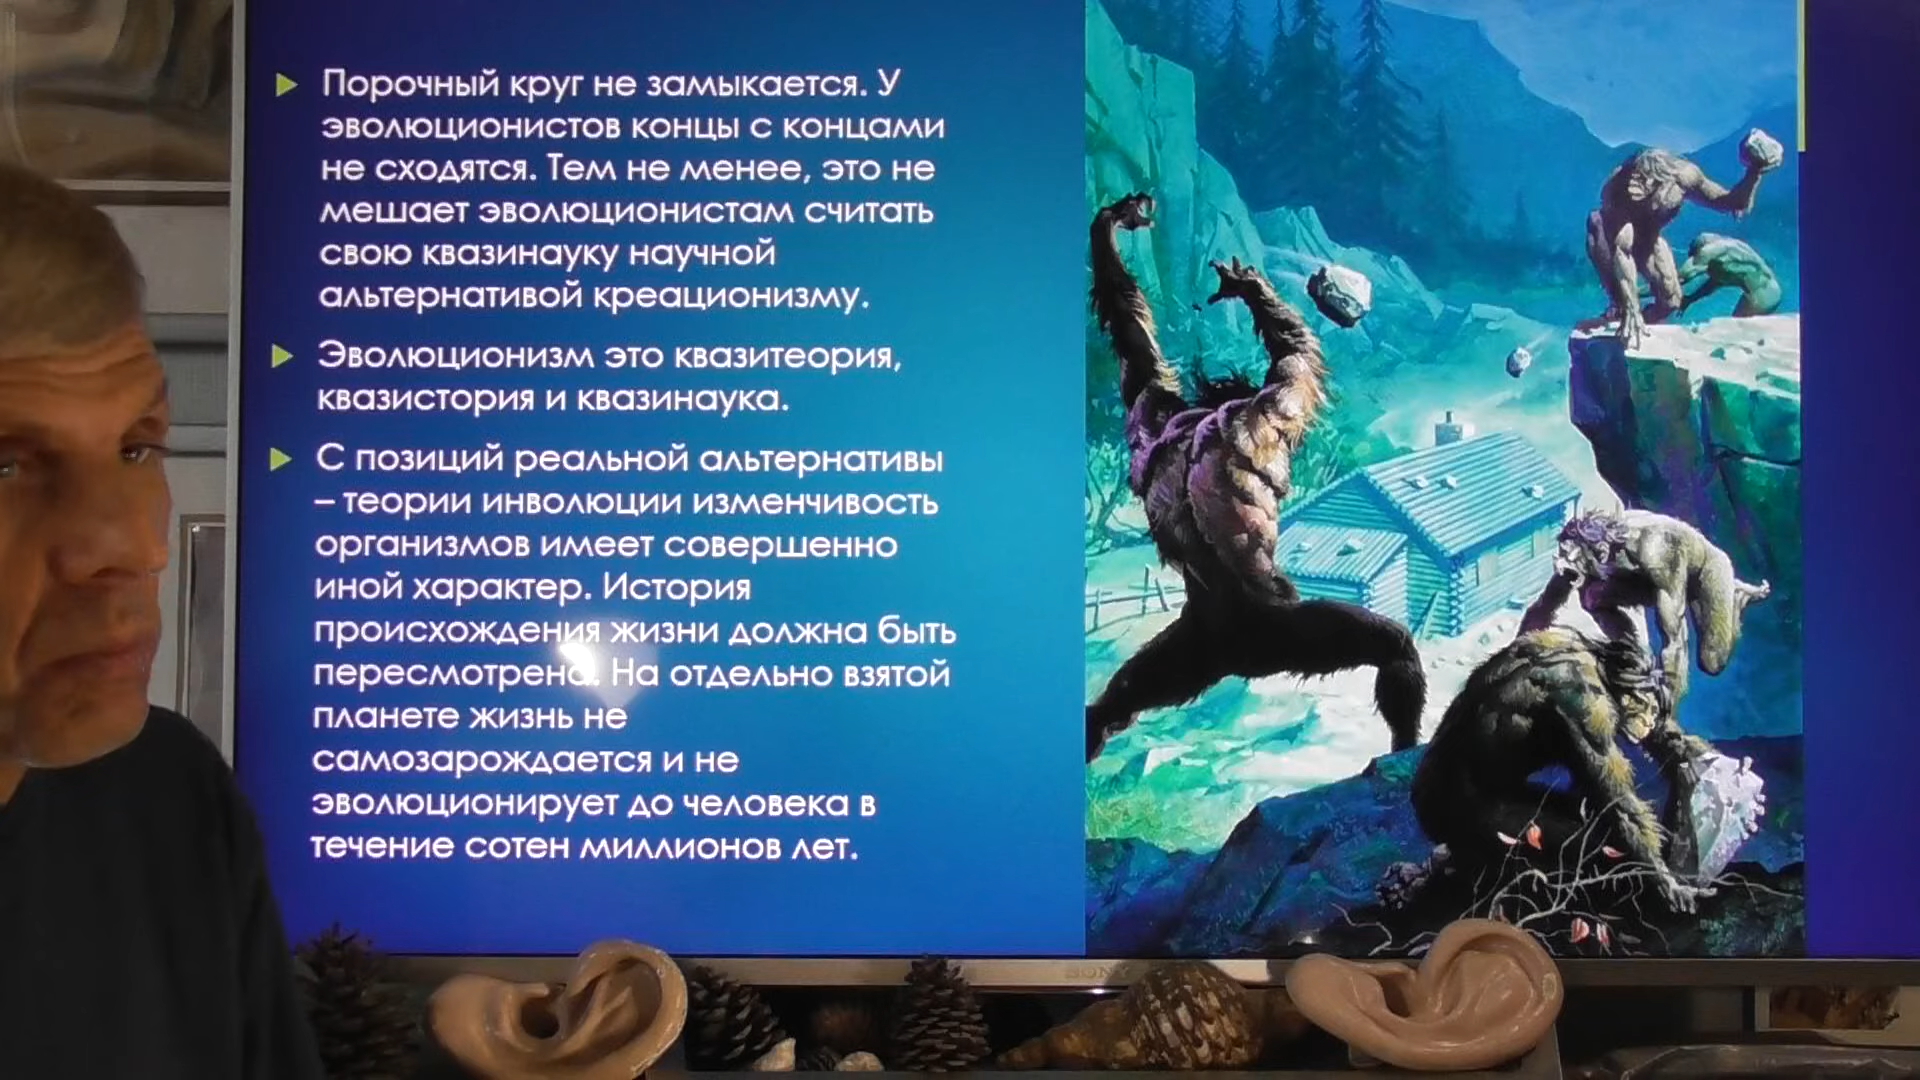 Порочный круг не замыкается. У
эволюционистов концы с концами
не сходятся. Тем не менее, это не
мешает эволюционистам считать
свою квазинауку научной
альтернативой креационизму.
Эволюционизм это квазитеория,
квазистория и квазинаука.
С позиций реальной альтернативы
– теории инволюции изменчивость
организмов имеет совершенно
иной характер. История
происхождения жизни должна быть
пересмотрена. На отдельно взятой
планете жизнь не
самозарождается и не
эволюционирует до человека в
течение сотен миллионов лет.
SONY